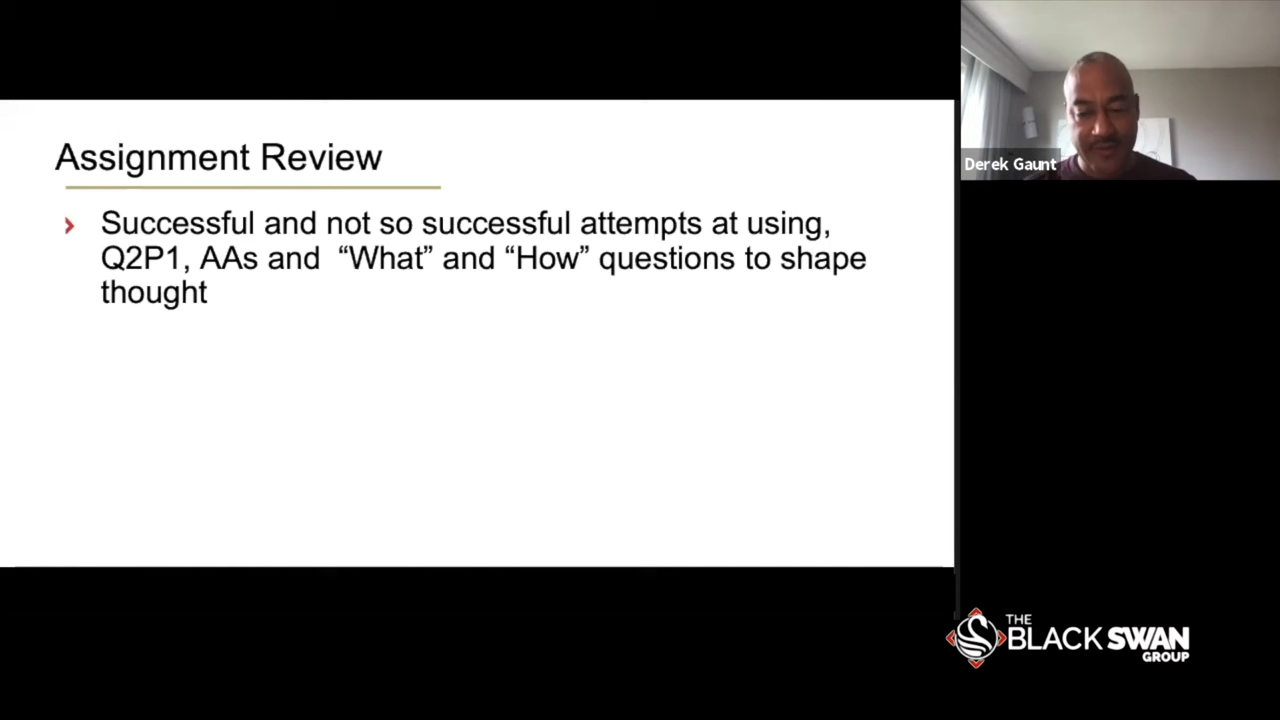 Assignment Review
› Successful and not so successful attempts at using,
Q2P1, AAs and “What” and “How” questions to shape
thought
Derek Gaunt
THE
BLACK SWAN
GROUP